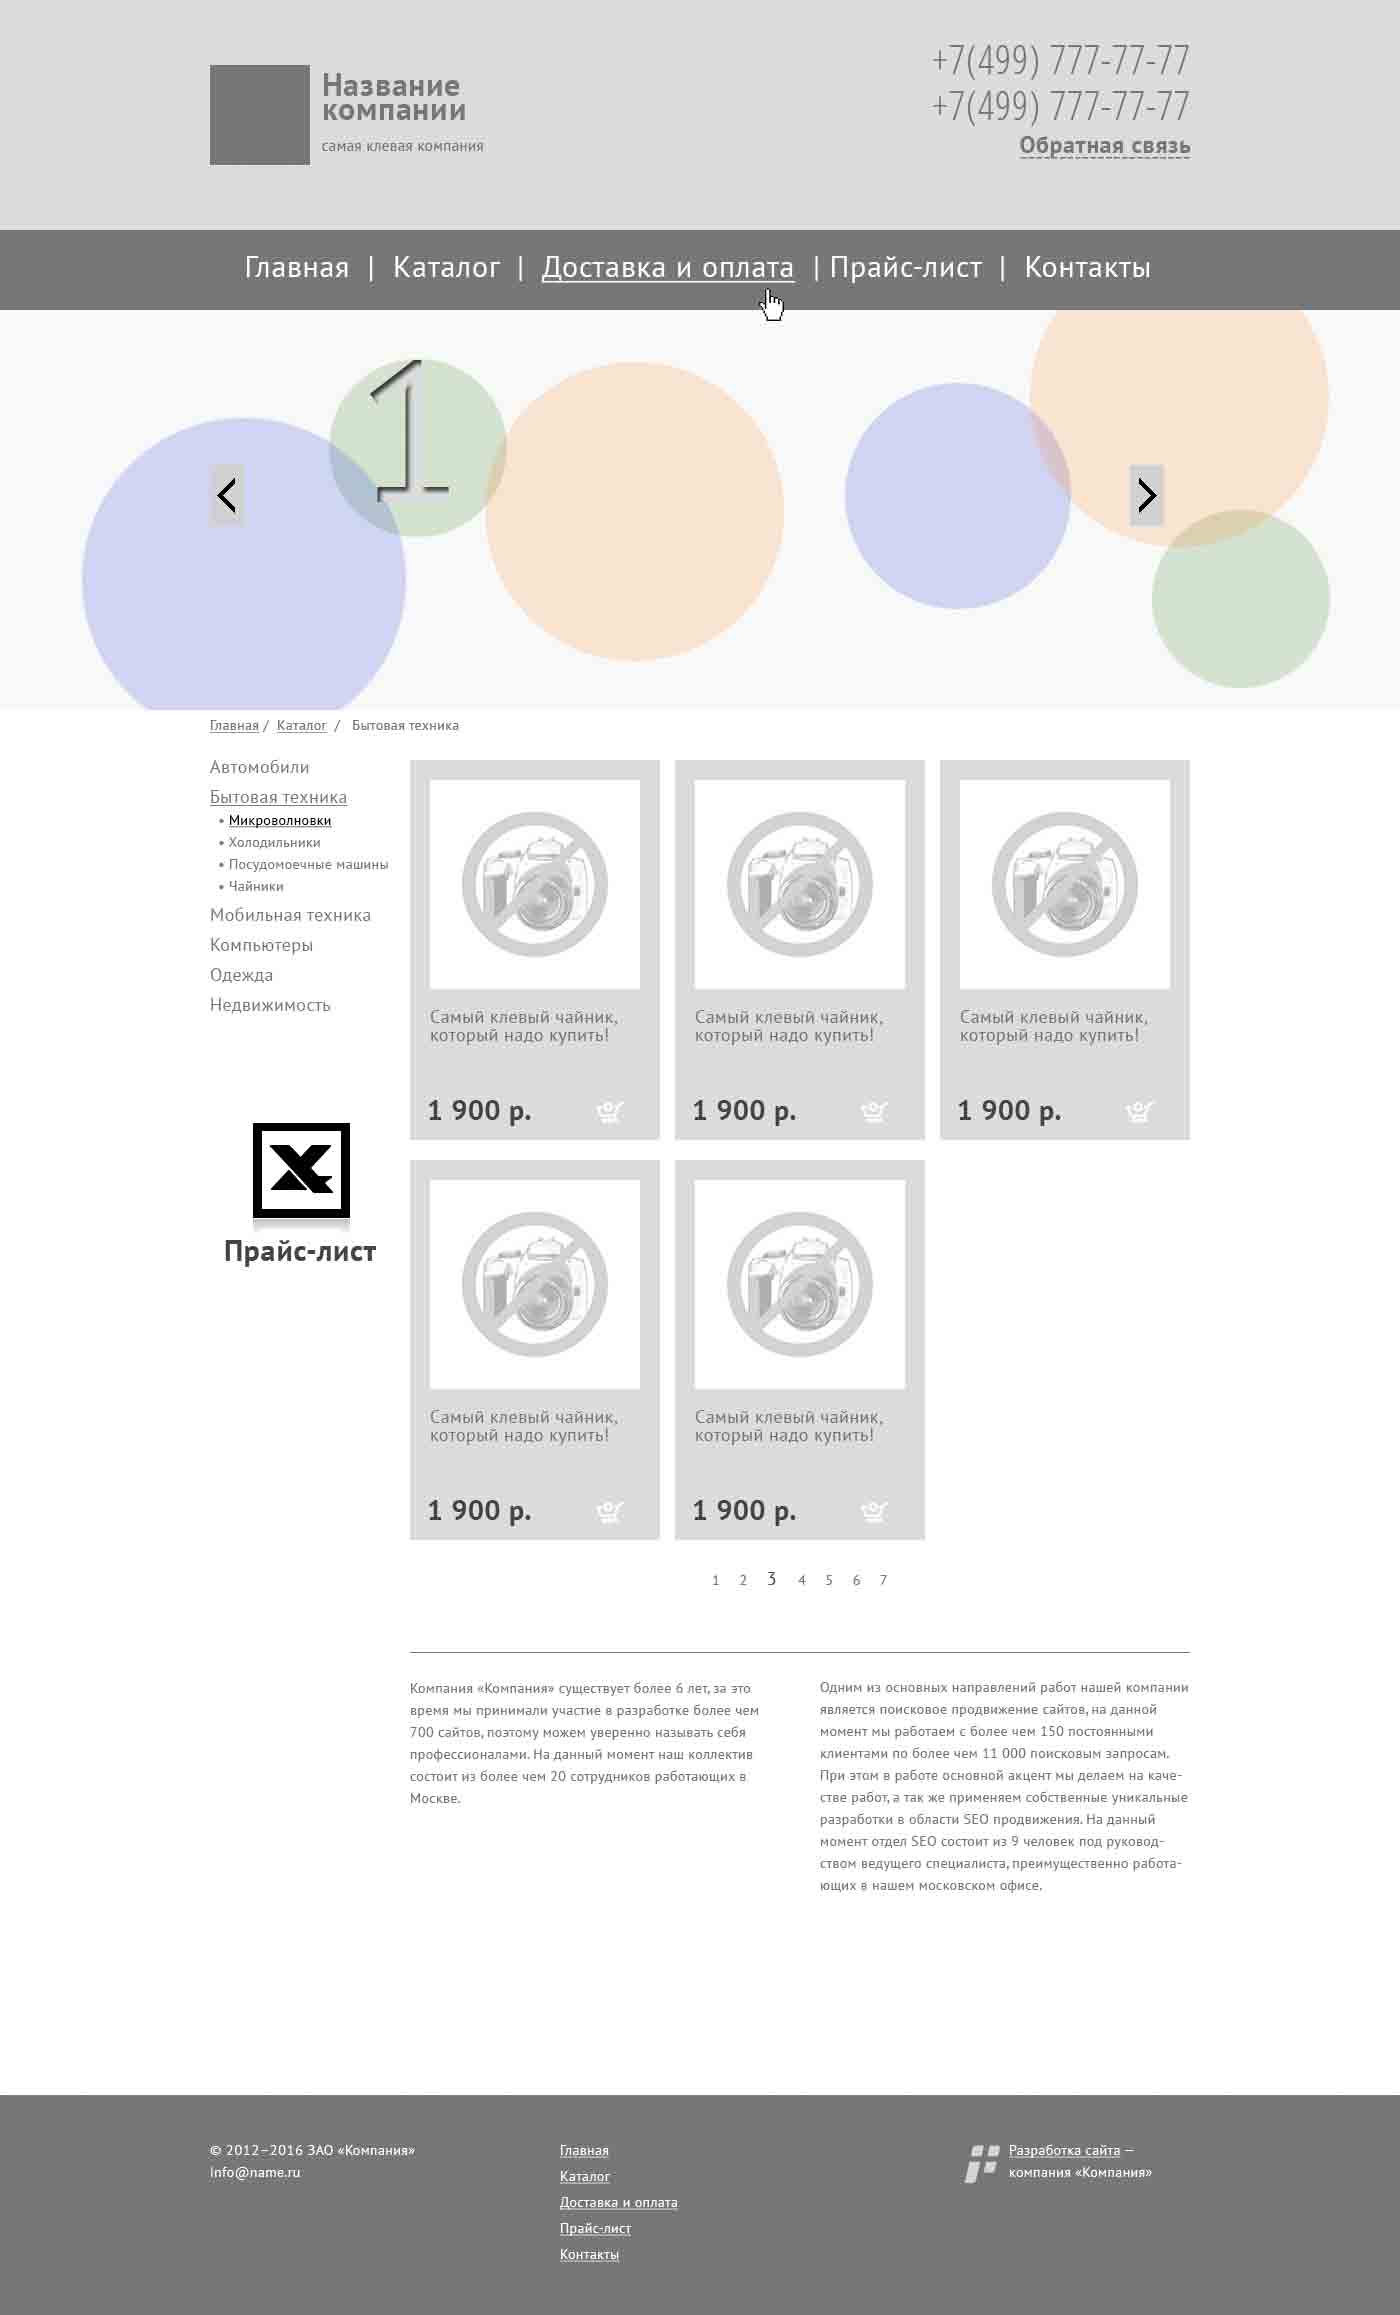 Название
компании
самая клевая компания
+7(499) 777-77-77
+7(499) 777-77-77
Обратная связь
Главная | Каталог | Доставка и оплата | Прайс-лист | Контакты
1
Главная / Каталог / Бытовая техника
Автомобили
Бытовая техника
• Микроволновки
• Холодильники
• Посудомоечные машины
• Чайники
Мобильная техника
Компьютеры
Одежда
Недвижимость
Прайс-лист
Самый клевый чайник,
который надо купить!
1 900 р.
Самый клевый чайник,
который надо купить!
1 900 р.
Самый клевый чайник,
который надо купить!
1 900 р.
Самый клевый чайник,
который надо купить!
1 900 р.
Самый клевый чайник,
который надо купить!
1 900 р.
1 2 3 4 5 6 7
Компания «Компания» существует более 6 лет, за это
время мы принимали участие в разработке более чем
700 сайтов, поэтому можем уверенно называть себя
профессионалами. На данный момент наш коллектив
состоит из более чем 20 сотрудников работающих в
Москве.
Одним из основных направлений работ нашей компании
является поисковое продвижение сайтов, на данной
момент мы работаем с более чем 150 постоянными
клиентами по более чем 11 000 поисковым запросам.
При этом в работе основной акцент мы делаем на каче-
стве работ, а так же применяем собственные уникальные
разработки в области SEO продвижения. На данный
момент отдел SEO состоит из 9 человек под руковод-
ством ведущего специалиста, преимущественно работа-
ющих в нашем московском офисе.
© 2012–2016 ЗАО «Компания»
info@name.ru
Главная
Каталог
Доставка и оплата
Прайс-лист
Контакты
Разработка сайта —
компания «Компания»